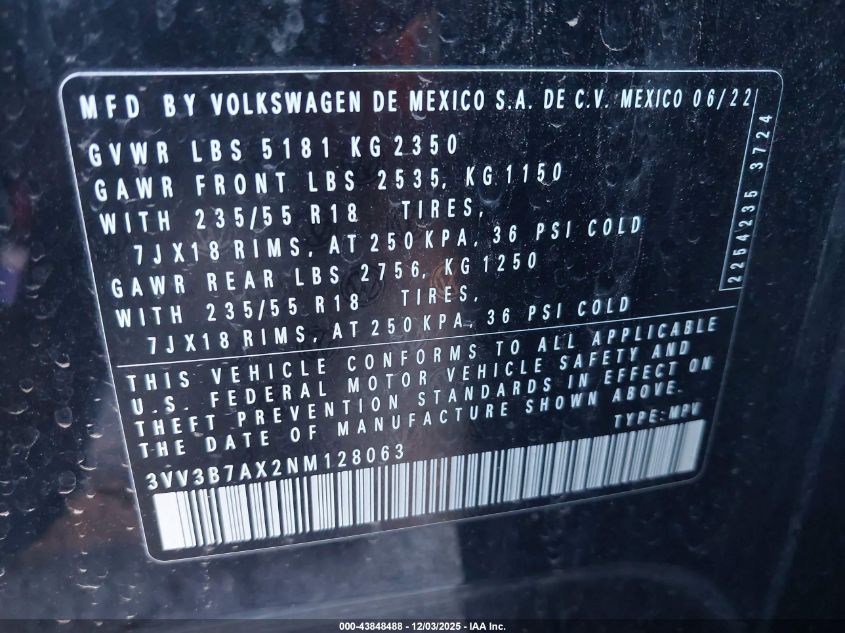 MFD BY VOLKSWAGEN DE MEXICO S.A. DE C.V. MEXICO 06/22
GVWR LBS 5181 KG 2350
GAWR FRONT LBS 2535, KG 1150
WITH 235/55 R18 TIRES,
7JX18 RIMS, AT 250 KPA, 36 PSI COLD
GAWR REAR LBS 2756, KG 1250
WITH 235/55 R18 TIRES,
7JX18 RIMS, AT 250 KPA, 36 PSI COLD
2254235 3724
THIS VEHICLE CONFORMS TO ALL APPLICABLE
U.S. FEDERAL MOTOR VEHICLE SAFETY AND
THEFT PREVENTION STANDARDS IN EFFECT ON
THE DATE OF MANUFACTURE SHOWN ABOVE.
TYPE: MPV
3VV3B7AX2NM128063
000-43848488 - 12/03/2025 - IAA Inc.